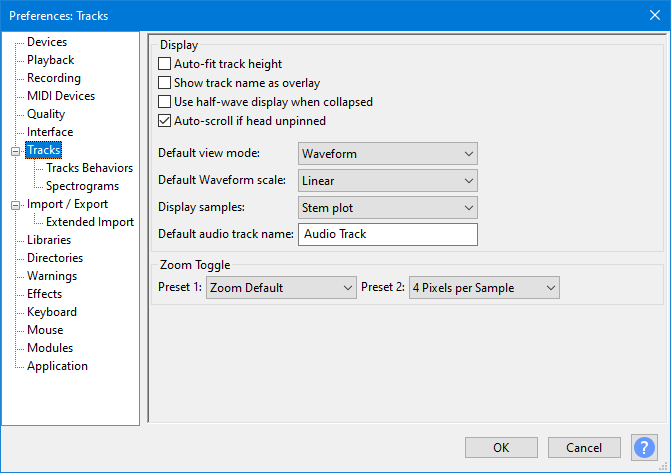 Preferences: Tracks
Devices
Playback
Recording
MIDI Devices
Quality
Interface
Tracks
Tracks Behaviors
Spectrograms
Import / Export
Extended Import
Libraries
Directories
Warnings
Effects
Keyboard
Mouse
Modules
Application
Display
Auto-fit track height
Show track name as overlay
Use half-wave display when collapsed
Auto-scroll if head unpinned
Default view mode: Waveform
Default Waveform scale: Linear
Display samples: Stem plot
Default audio track name: Audio Track
Zoom Toggle
Preset 1: Zoom Default Preset 2: 4 Pixels per Sample
OK Cancel ?